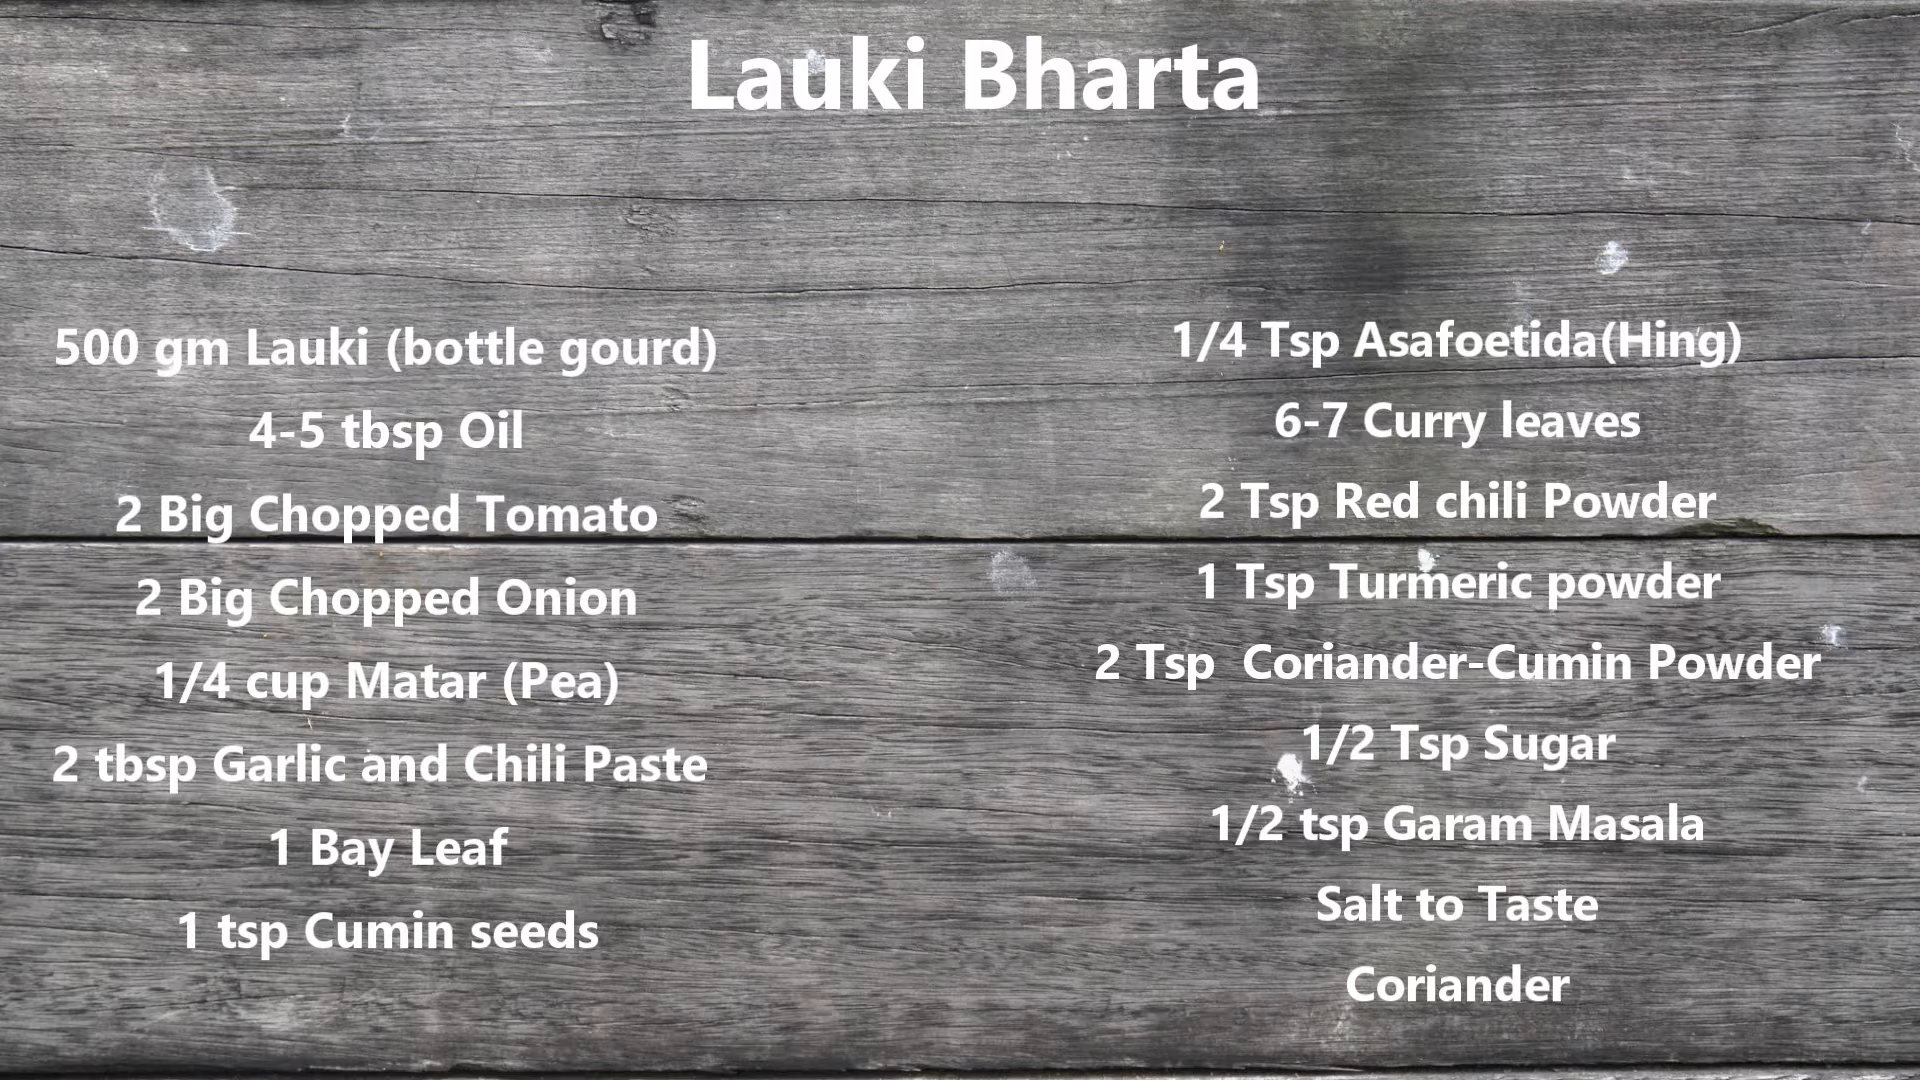 Lauki Bharta
500 gm Lauki (bottle gourd)
4-5 tbsp Oil
2 Big Chopped Tomato
2 Big Chopped Onion
1/4 cup Matar (Pea)
2 tbsp Garlic and Chili Paste
1 Bay Leaf
1 tsp Cumin seeds
1/4 Tsp Asafoetida(Hing)
6-7 Curry leaves
2 Tsp Red chili Powder
1 Tsp Turmeric powder
2 Tsp  Coriander-Cumin Powder
1/2 Tsp Sugar
1/2 tsp Garam Masala
Salt to Taste
Coriander